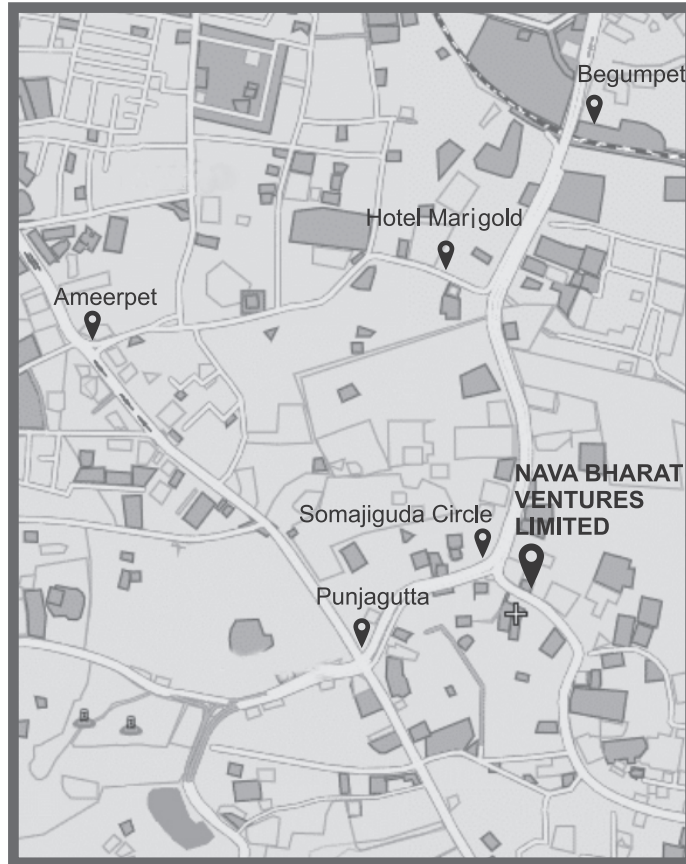 Begumpet
Hotel Marigold
Ameerpet
NAVA BHARAT
VENTURES
LIMITED
Somajiguda Circle
Punjagutta